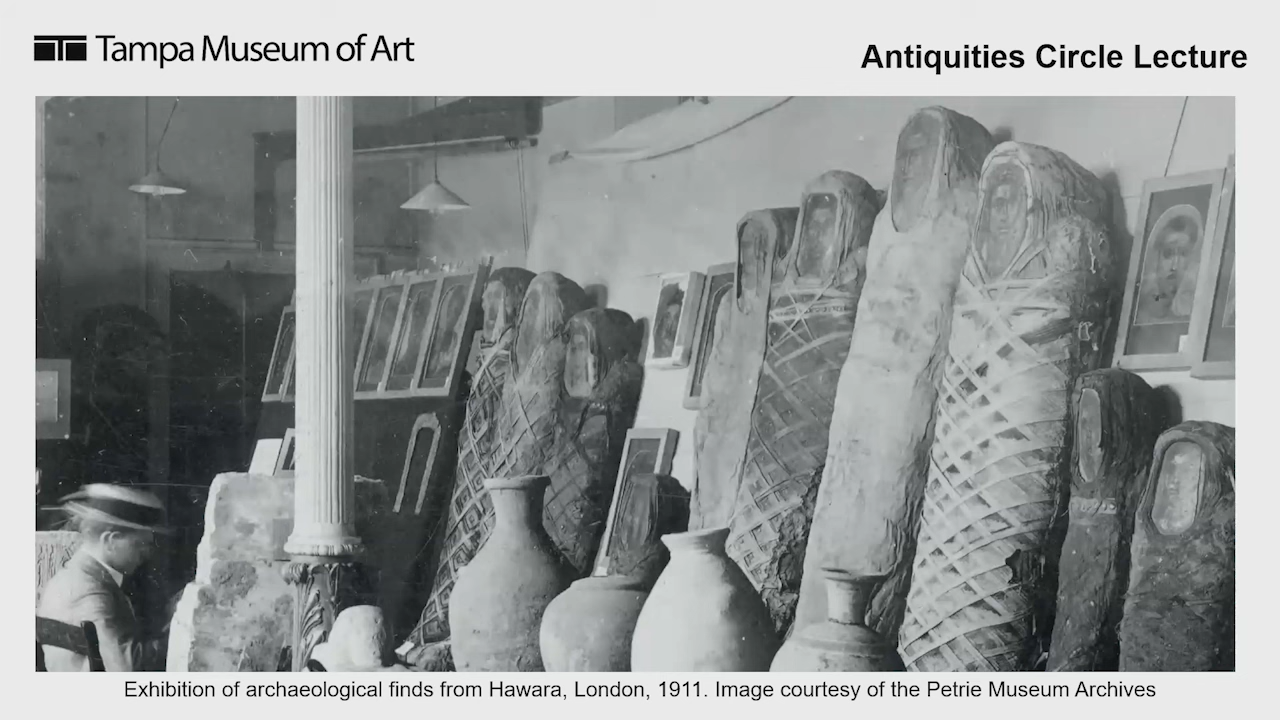 Tampa Museum of Art
Antiquities Circle Lecture
Exhibition of archaeological finds from Hawara, London, 1911. Image courtesy of the Petrie Museum Archives